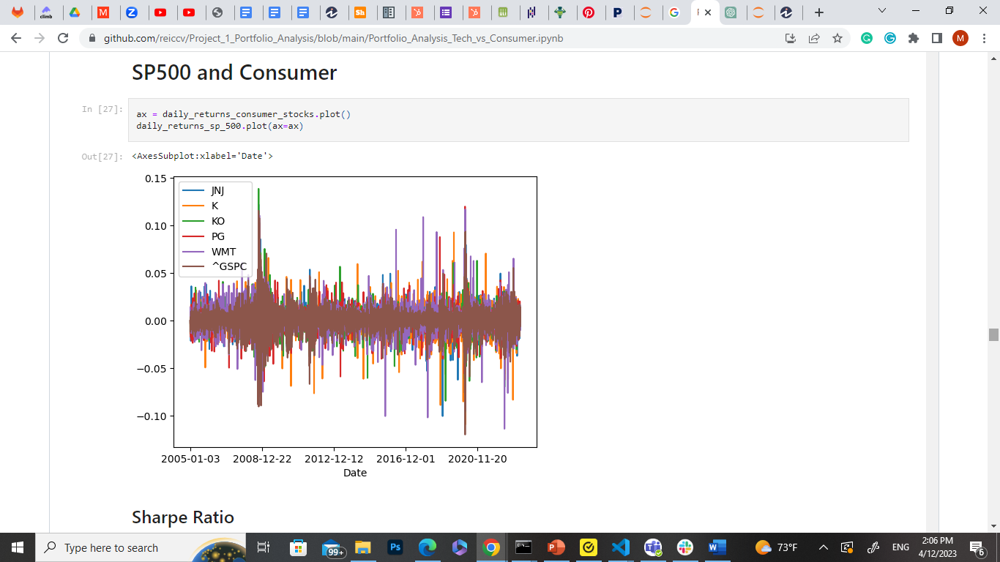 climb
M
Z
Sh
P
G
F
github.com/reiccv/Project_1_Portfolio_Analysis/blob/main/Portfolio_Analysis_Tech_vs_Consumer.ipynb
M
SP500 and Consumer
In [27]:
ax = daily_returns_consumer_stocks.plot()
daily_returns_sp_500.plot(ax=ax)
Out[27]:
<AxesSubplot:xlabel='Date'>
0.15
0.10
0.05
0.00
−0.05
−0.10
JNJ
K
KO
PG
WMT
^GSPC
2005-01-03 2008-12-22 2012-12-12 2016-12-01 2020-11-20
Date
Sharpe Ratio
Type here to search
99+
Ps
73°F
ENG
2:06 PM
4/12/2023
6